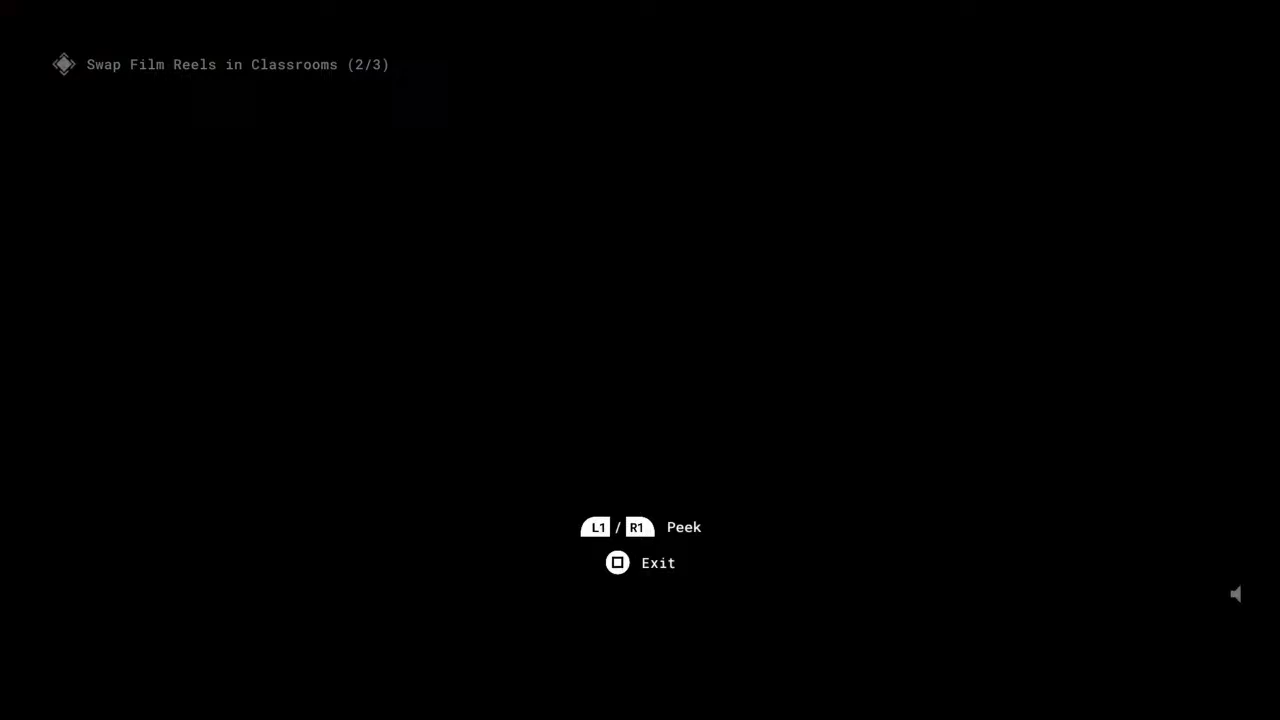 Swap Film Reels in Classrooms (2/3)
L1 / R1 Peek
Exit